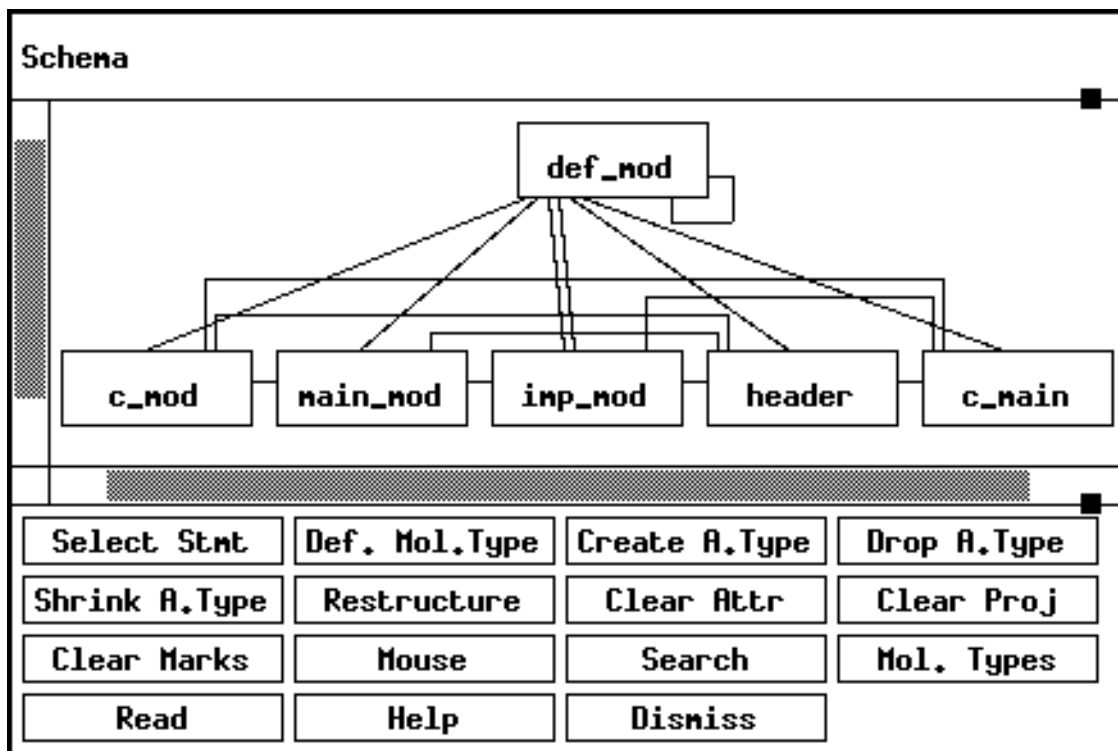 Schema
def_mod
c_mod main_mod imp_mod header c_main
Select Stmt Def. Mol.Type Create A.Type Drop A.Type
Shrink A.Type Restructure Clear Attr Clear Proj
Clear Marks Mouse Search Mol. Types
Read Help Dismiss